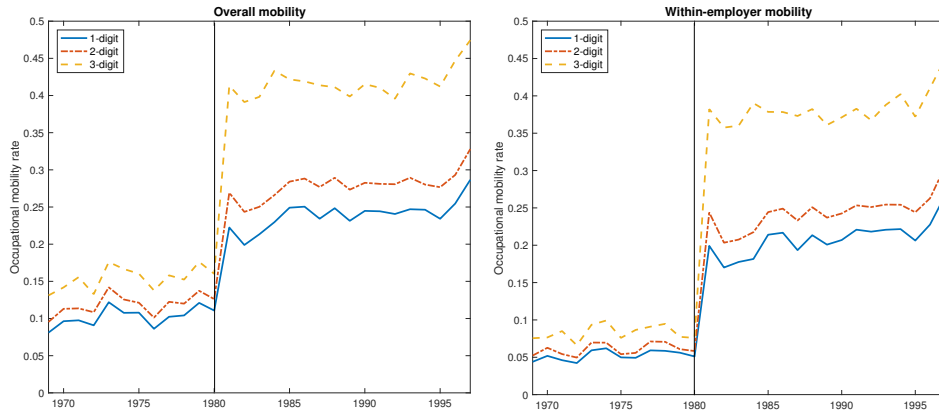 Overall mobility
0.5
0.45
0.4
0.35
0.3
0.25
0.2
0.15
0.1
0.05
0
Occupational mobility rate
1-digit
2-digit
3-digit
1970 1975 1980 1985 1990 1995
Within-employer mobility
0.5
0.45
0.4
0.35
0.3
0.25
0.2
0.15
0.1
0.05
0
Occupational mobility rate
1-digit
2-digit
3-digit
1970 1975 1980 1985 1990 1995